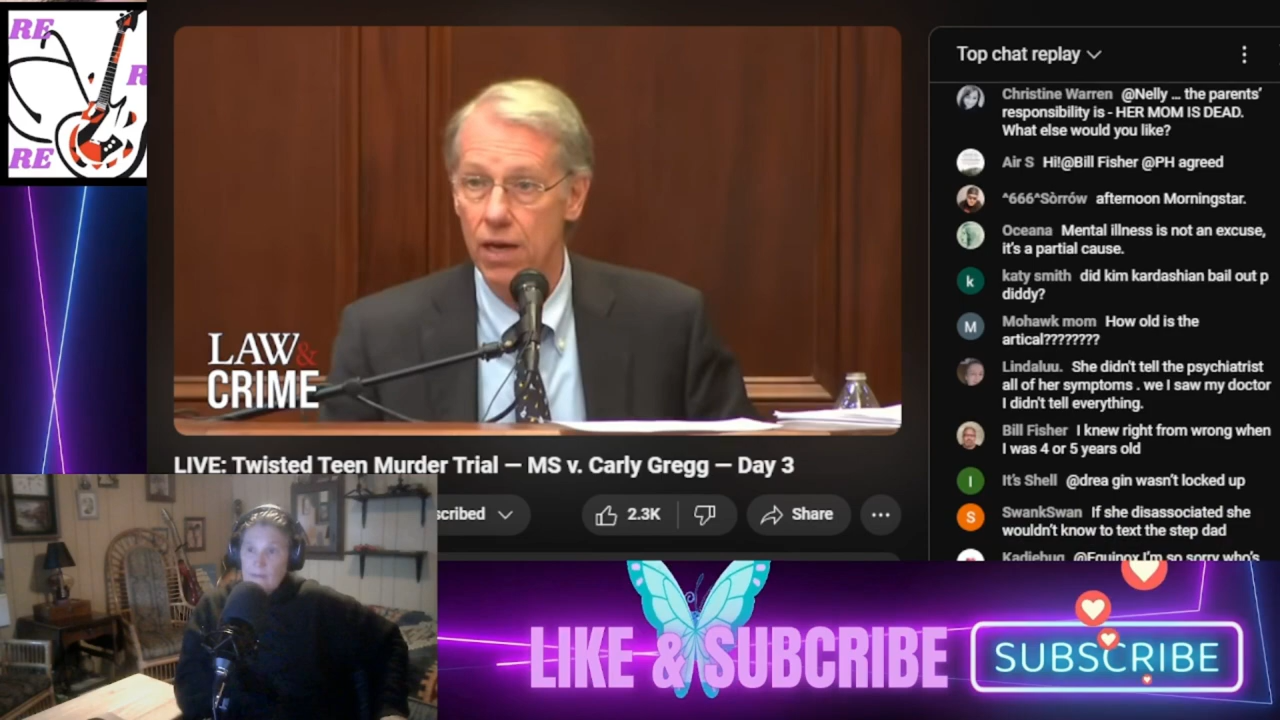 RE
R
RE
LAW&
CRIME
LIVE: Twisted Teen Murder Trial — MS v. Carly Gregg — Day 3
scribed
2.3K
Share
Top chat replay
Christine Warren @Nelly ... the parents'
responsibility is - HER MOM IS DEAD.
What else would you like?
Air S Hi!@Bill Fisher @PH agreed
^666^Sòrrów afternoon Morningstar.
Oceana Mental illness is not an excuse,
it's a partial cause.
k
katy smith did kim kardashian bail out p
diddy?
M
Mohawk mom How old is the
artical????????
Lindaluu. She didn't tell the psychiatrist
all of her symptoms . we I saw my doctor
I didn't tell everything.
Bill Fisher I knew right from wrong when
I was 4 or 5 years old
I
It's Shell @drea gin wasn't locked up
S
SwankSwan If she disassociated she
wouldn't know to text the step dad
Kadiebug @Equinox I'm so sorry who's
LIKE & SUBCRIBE
SUBSCRIBE